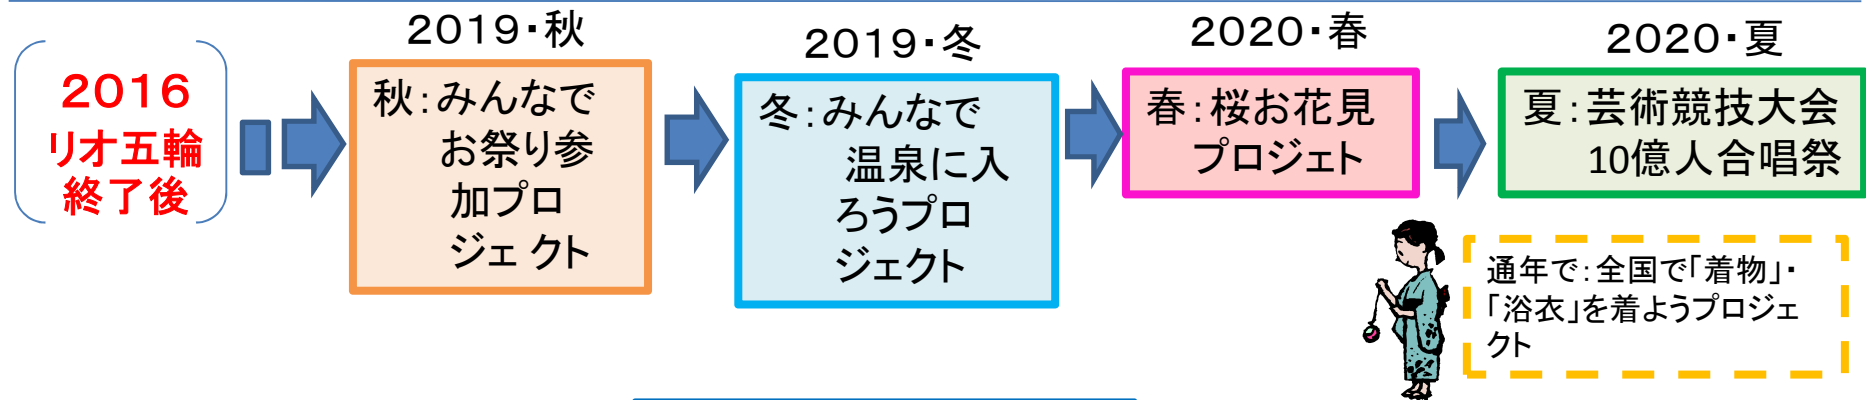 2016
リオ五輪
終了後
2019・秋
秋：みんなで
お祭り参
加プロ
ジェ クト
2019・冬
冬：みんなで
温泉に入
ろうプロ
ジェクト
2020・春
春：桜お花見
プロジェト
2020・夏
夏：芸術競技大会
10億人合唱祭
通年で：全国で「着物」・
「浴衣」を着ようプロジェ
クト